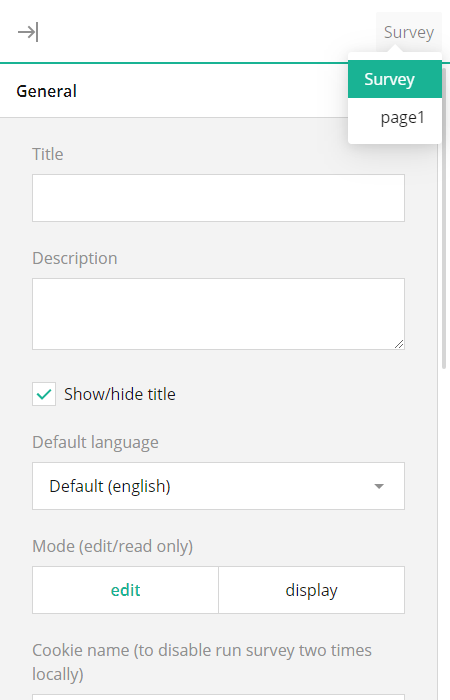 Survey
Survey
page1
General
Title
Description
Show/hide title
Default language
Default (english)
Mode (edit/read only)
edit
display
Cookie name (to disable run survey two times
locally)